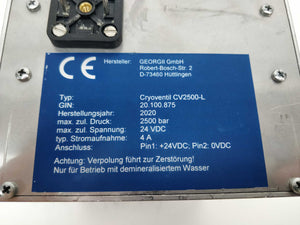 CE
Hersteller: GEORGII GmbH
Robert-Bosch-Str. 2
D-73460 Hüttlingen
Typ: Cryoventil CV2500-L
GIN: 20.100.875
Herstellungsjahr: 2020
max. zul. Druck: 2500 bar
max. zul. Spannung: 24 VDC
typ. Stromaufnahme: 4 A
Anschluss: Pin1: +24VDC; Pin2: 0VDC
Achtung: Verpolung führt zur Zerstörung!
Nur für Betrieb mit demineralisiertem Wasser